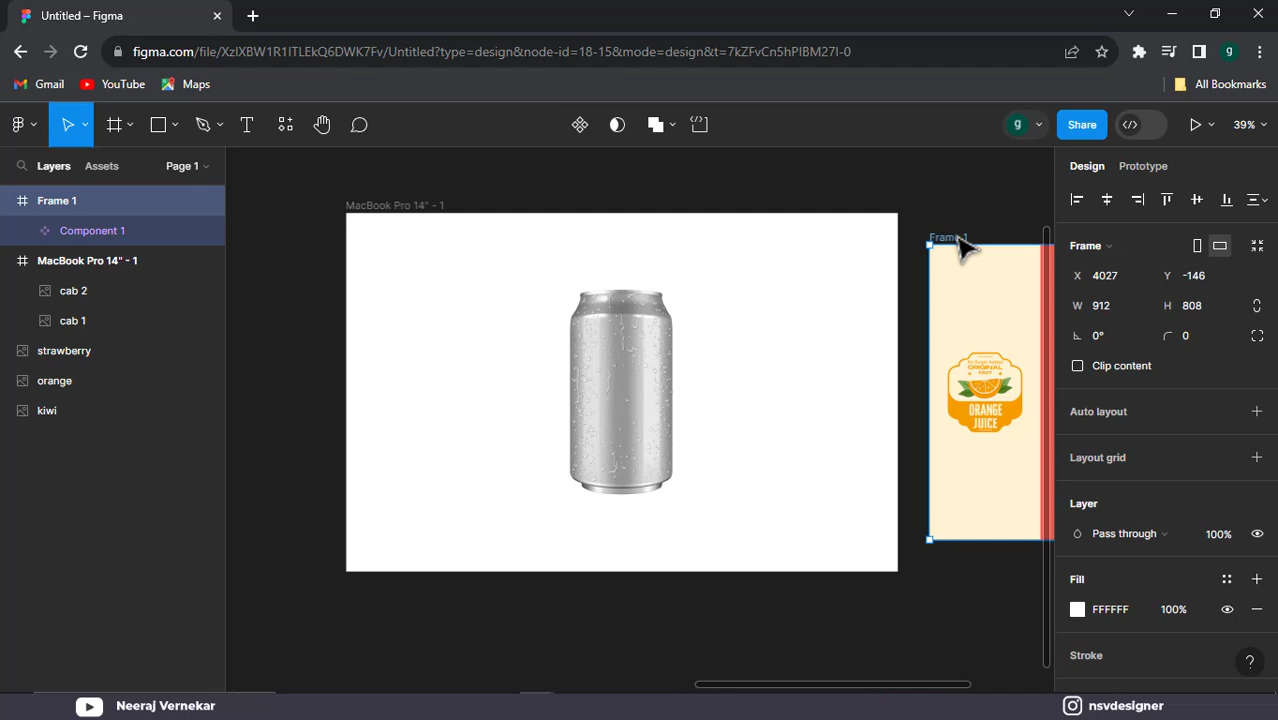 Untitled – Figma
figma.com/file/XzIXBW1R1ITLEkQ6DWK7Fv/Untitled?type=design&node-id=18-15&mode=design&t=7kZFvCn5hPIBM27I-0
g
Gmail
YouTube
Maps
All Bookmarks
g
Share
39%
Layers
Assets
Page 1
Design
Prototype
Frame 1
Component 1
MacBook Pro 14" - 1
cab 2
cab 1
strawberry
orange
kiwi
MacBook Pro 14" - 1
Frame 1
No Sugar Added
ORIGINAL
FRUIT
ORANGE
JUICE
Frame
X 4027
Y -146
W 912
H 808
0°
0
Clip content
Auto layout
Layout grid
Layer
Pass through
100%
Fill
FFFFFF
100%
Stroke
?
Neeraj Vernekar
nsvdesigner